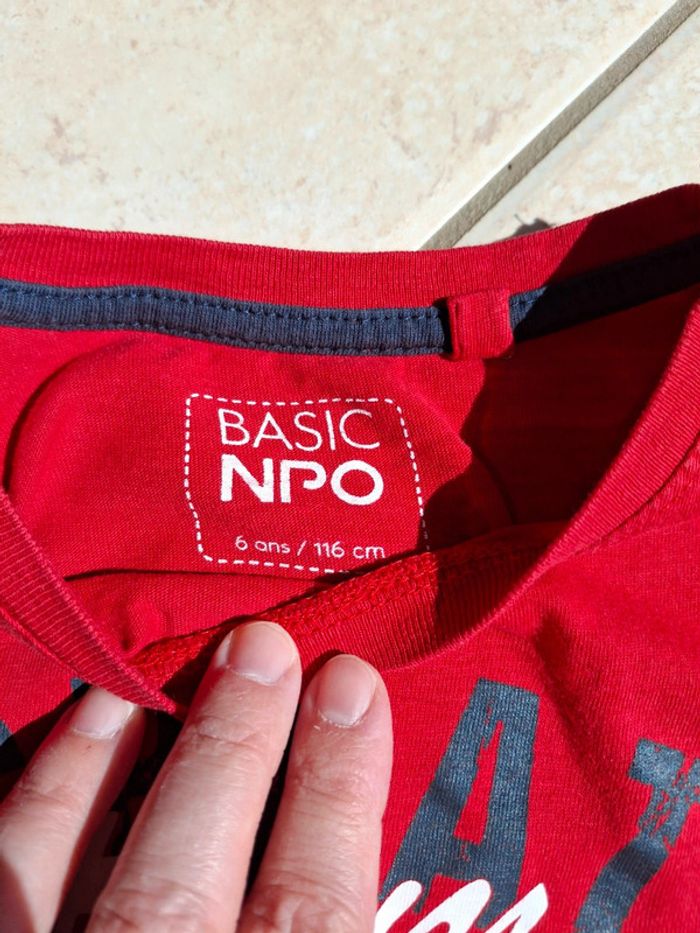 BASIC
NPO
6 ans / 116 cm